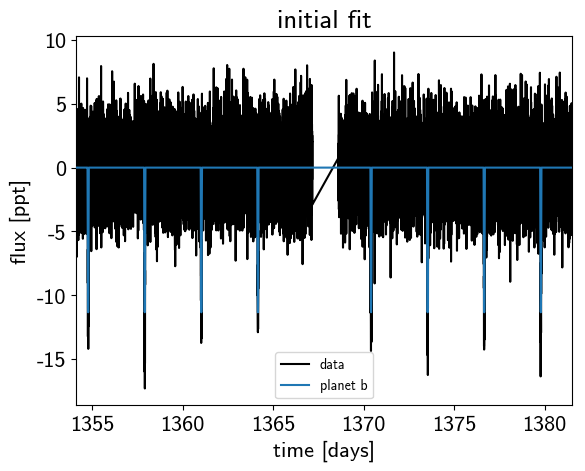 initial fit
flux [ppt]
10
5
0
-5
-10
-15
data
planet b
1355
1360
1365
1370
1375
1380
time [days]